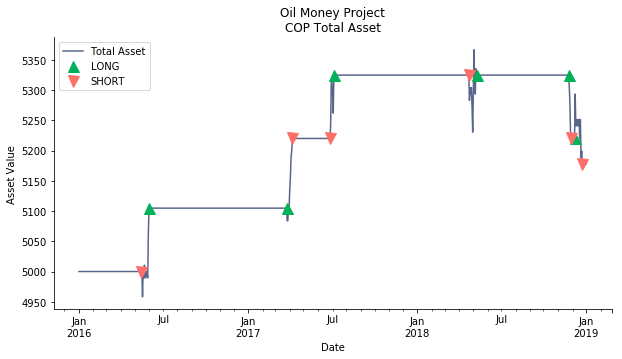 Oil Money Project
COP Total Asset
Total Asset
LONG
SHORT
Asset Value
5350
5300
5250
5200
5150
5100
5050
5000
4950
Jan
2016
Jul
Jan
2017
Jul
Jan
2018
Jul
Jan
2019
Date